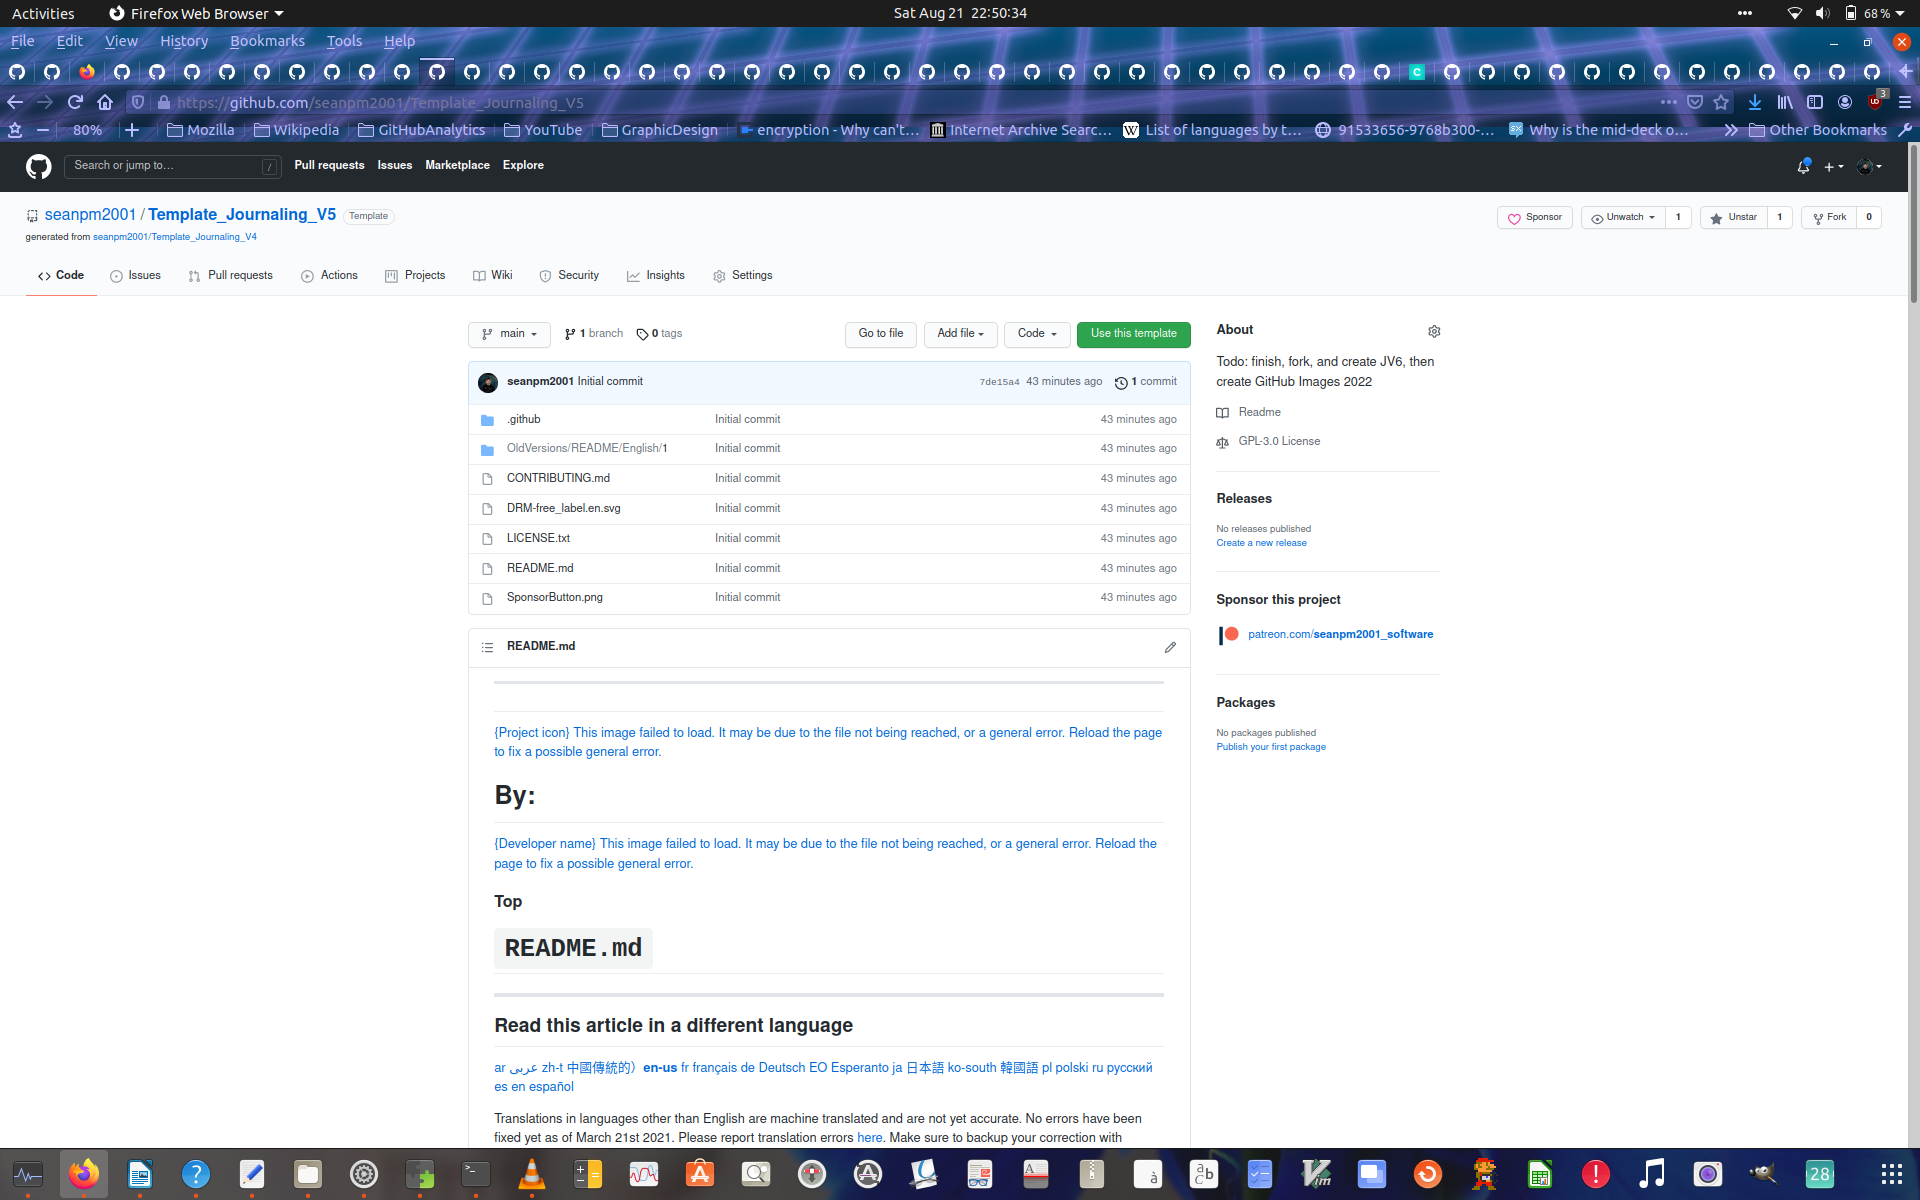 Activities Firefox Web Browser Sat Aug 21 22:50:34 68 %
File Edit View History Bookmarks Tools Help
https://github.com/seanpm2001/Template_Journaling_V5 3
80% Mozilla Wikipedia GitHubAnalytics YouTube GraphicDesign encryption - Why can't… Internet Archive Searc… List of languages by t… 91533656-9768b300-… Why is the mid-deck o… Other Bookmarks
Search or jump to… / Pull requests Issues Marketplace Explore
seanpm2001 / Template_Journaling_V5 Template Sponsor Unwatch 1 Unstar 1 Fork 0
generated from seanpm2001/Template_Journaling_V4
Code Issues Pull requests Actions Projects Wiki Security Insights Settings
main 1 branch 0 tags Go to file Add file Code Use this template
seanpm2001 Initial commit 7de15a4 43 minutes ago 1 commit
.github Initial commit 43 minutes ago
OldVersions/README/English/1 Initial commit 43 minutes ago
CONTRIBUTING.md Initial commit 43 minutes ago
DRM-free_label.en.svg Initial commit 43 minutes ago
LICENSE.txt Initial commit 43 minutes ago
README.md Initial commit 43 minutes ago
SponsorButton.png Initial commit 43 minutes ago
README.md
{Project icon} This image failed to load. It may be due to the file not being reached, or a general error. Reload the page
to fix a possible general error.
By:
{Developer name} This image failed to load. It may be due to the file not being reached, or a general error. Reload the
page to fix a possible general error.
Top
README.md
Read this article in a different language
ar عربى zh-t 中國傳統的）en-us fr français de Deutsch EO Esperanto ja 日本語 ko-south 韓國語 pl polski ru русский
es en español
Translations in languages other than English are machine translated and are not yet accurate. No errors have been
fixed yet as of March 21st 2021. Please report translation errors here. Make sure to backup your correction with
About
Todo: finish, fork, and create JV6, then
create GitHub Images 2022
Readme
GPL-3.0 License
Releases
No releases published
Create a new release
Sponsor this project
patreon.com/seanpm2001_software
Packages
No packages published
Publish your first package
28